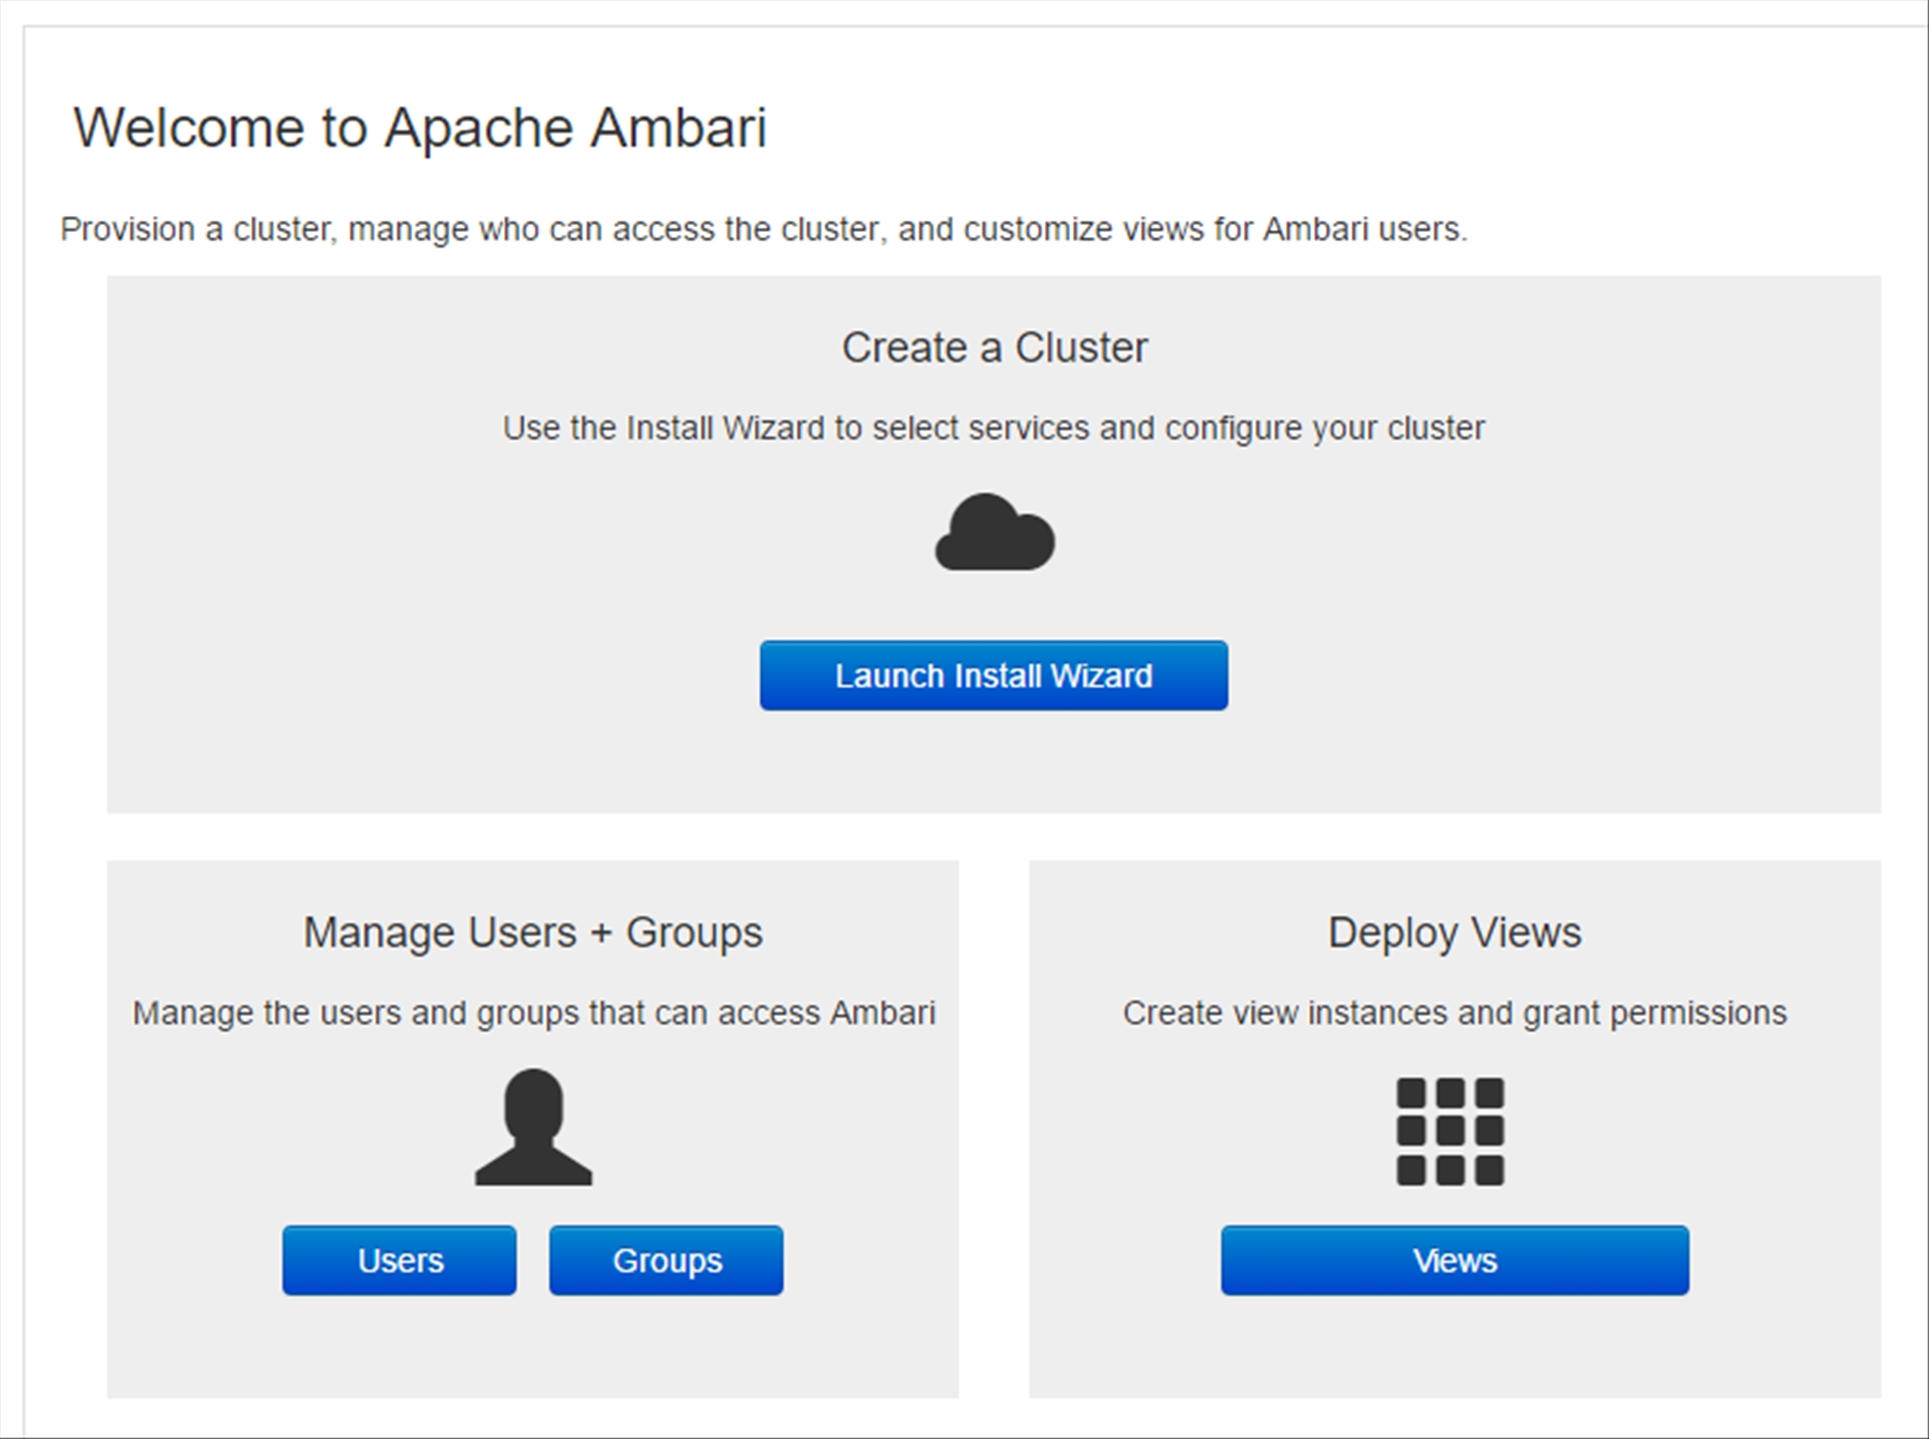 Welcome to Apache Ambari
Provision a cluster, manage who can access the cluster, and customize views for Ambari users.
Create a Cluster
Use the Install Wizard to select services and configure your cluster
Launch Install Wizard
Manage Users + Groups
Manage the users and groups that can access Ambari
Users
Groups
Deploy Views
Create view instances and grant permissions
Views